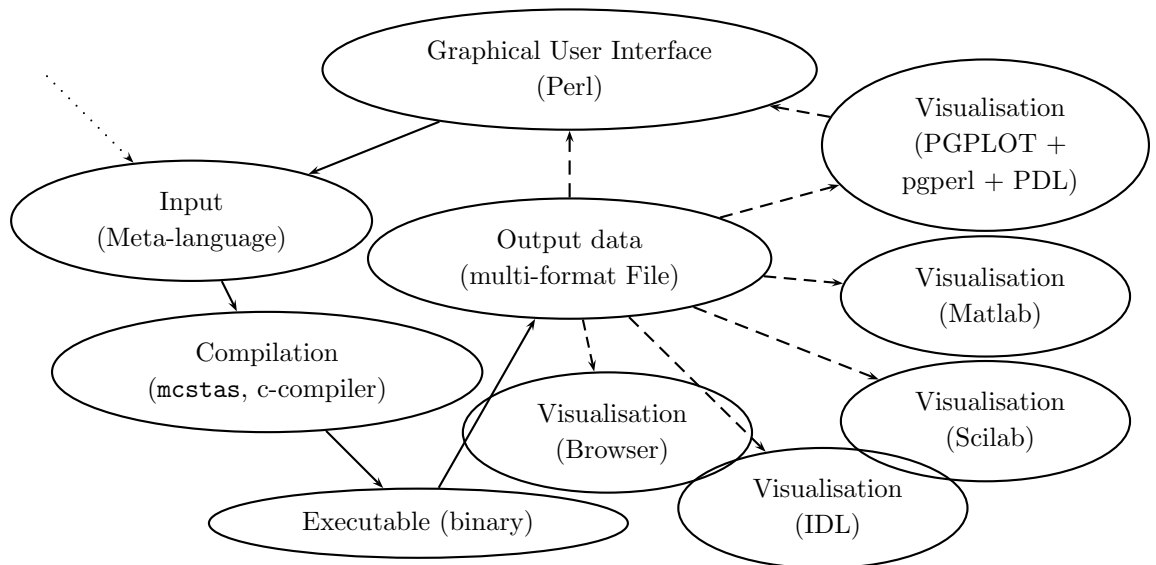 Graphical User Interface
(Perl)
Visualisation
(PGPLOT +
pgperl + PDL)
Input
(Meta-language)
Output data
(multi-format File)
Visualisation
(Matlab)
Compilation
(mcstas, c-compiler)
Visualisation
(Browser)
Visualisation
(Scilab)
Visualisation
(IDL)
Executable (binary)